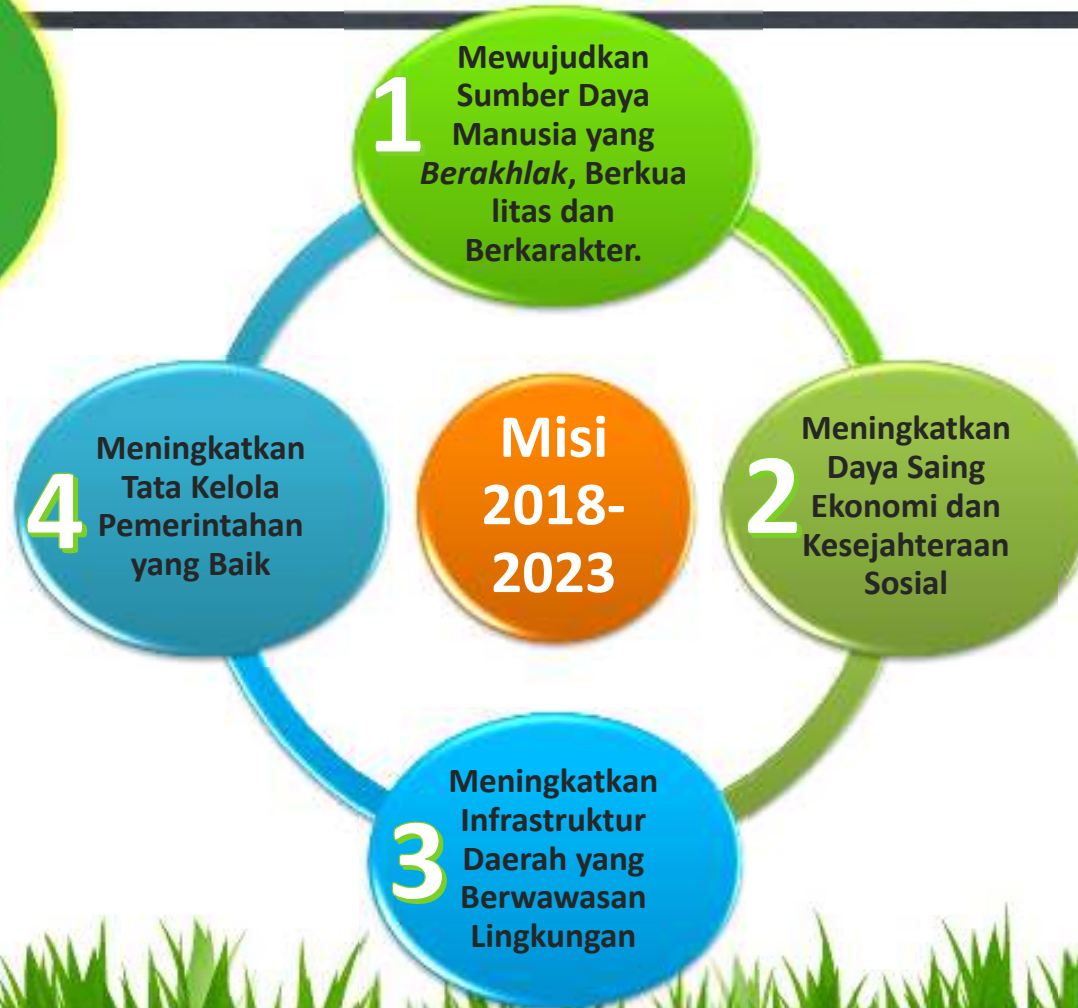 1
Mewujudkan
Sumber Daya
Manusia yang
Berakhlak, Berkua
litas dan
Berkarakter.
2
Meningkatkan
Daya Saing
Ekonomi dan
Kesejahteraan
Sosial
3
Meningkatkan
Infrastruktur
Daerah yang
Berwawasan
Lingkungan
4
Meningkatkan
Tata Kelola
Pemerintahan
yang Baik
Misi
2018-
2023